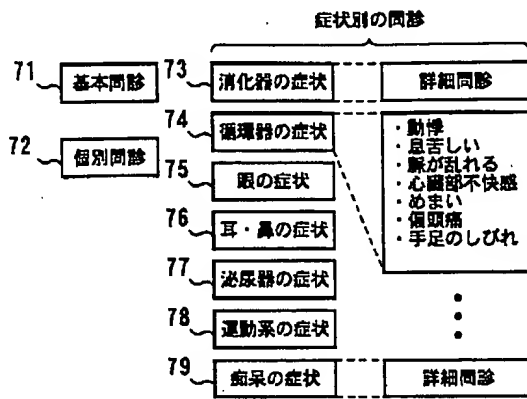 症状別の問診
71
基本問診
72
個別問診
73
消化器の症状
詳細問診
74
循環器の症状
・動悸
・息苦しい
・脈が乱れる
・心臓部不快感
・めまい
・偏頭痛
・手足のしびれ
75
眼の症状
76
耳・鼻の症状
77
泌尿器の症状
78
運動系の症状
79
痴呆の症状
詳細問診